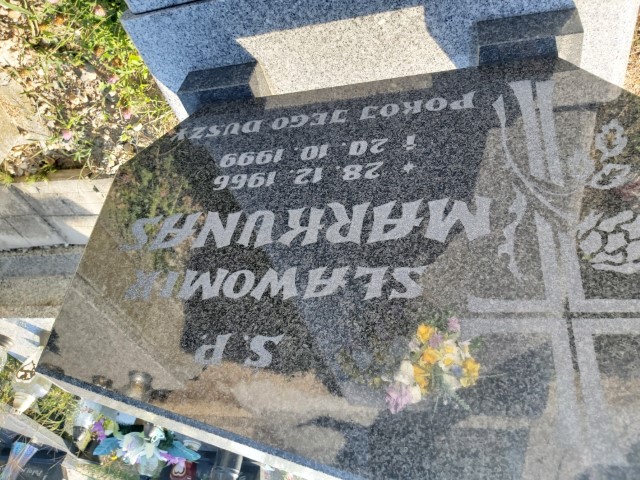 S. P.
SŁAWOMIR
MARKUNAS
* 28. 12. 1966
✝ 20. 10. 1999
POKÓJ JEGO DUSZY